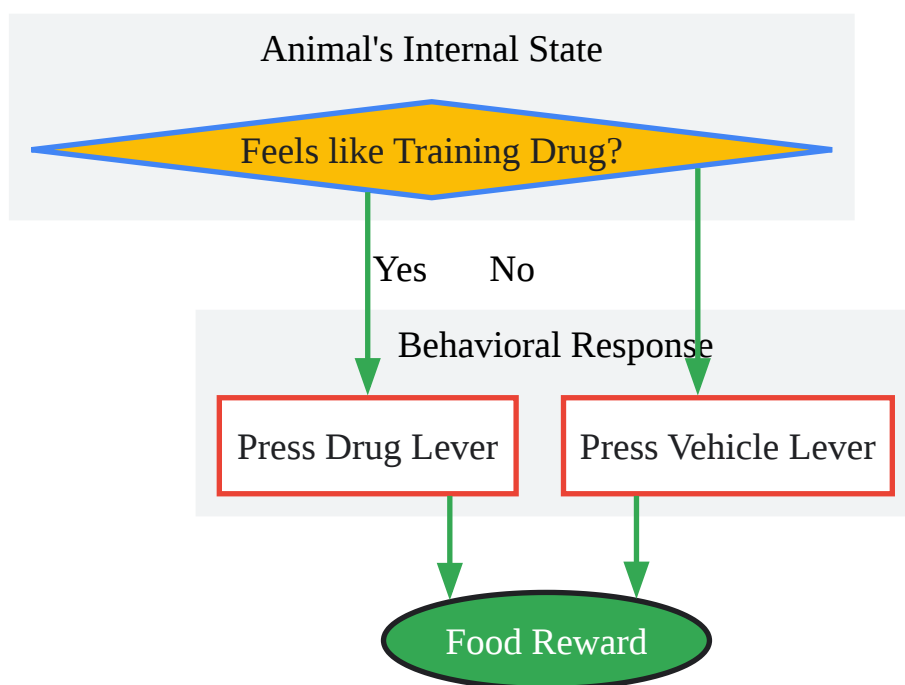 Animal's Internal State
Feels like Training Drug?
Yes
No
Behavioral Response
Press Drug Lever
Press Vehicle Lever
Food Reward